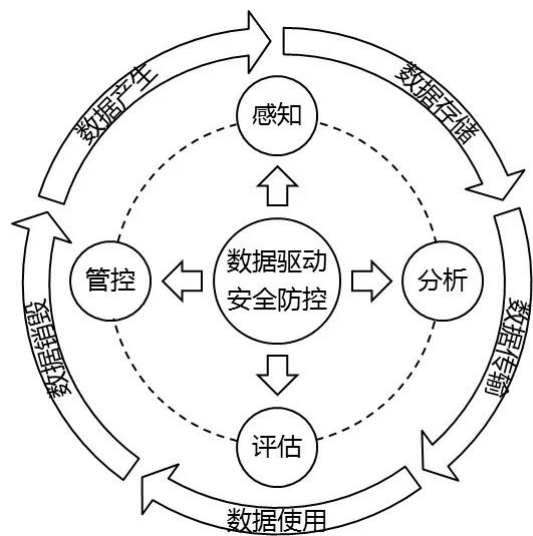 数据产生
数据存储
感知
数据驱动
安全防控
管控
分析
数据销毁
数据传输
评估
数据使用